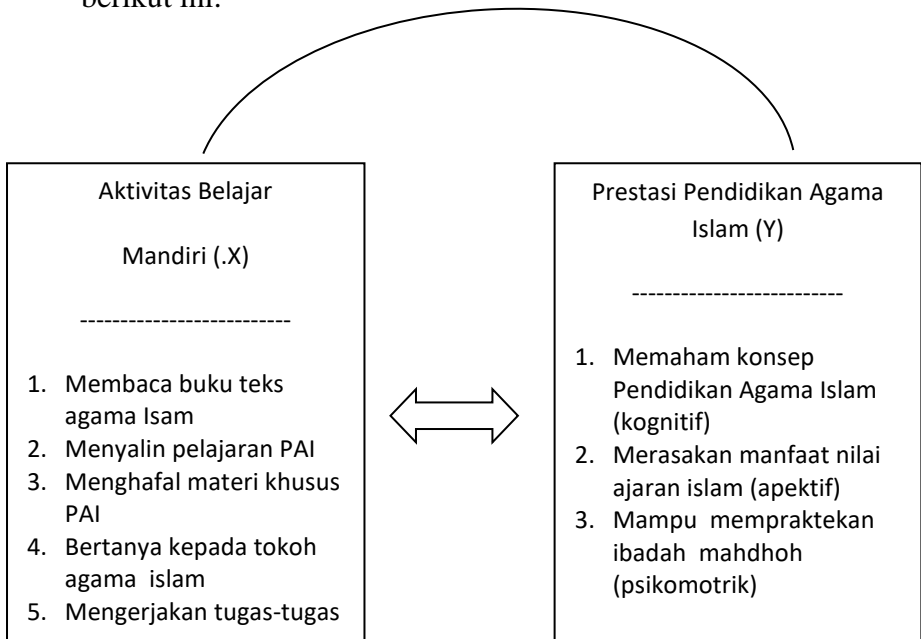 berikut ini.
Aktivitas Belajar
Mandiri (.X)
--------------------------
1. Membaca buku teks
agama Isam
2. Menyalin pelajaran PAI
3. Menghafal materi khusus
PAI
4. Bertanya kepada tokoh
agama islam
5. Mengerjakan tugas-tugas
Prestasi Pendidikan Agama
Islam (Y)
--------------------------
1. Memaham konsep
Pendidikan Agama Islam
(kognitif)
2. Merasakan manfaat nilai
ajaran islam (apektif)
3. Mampu mempraktekan
ibadah mahdhoh
(psikomotrik)